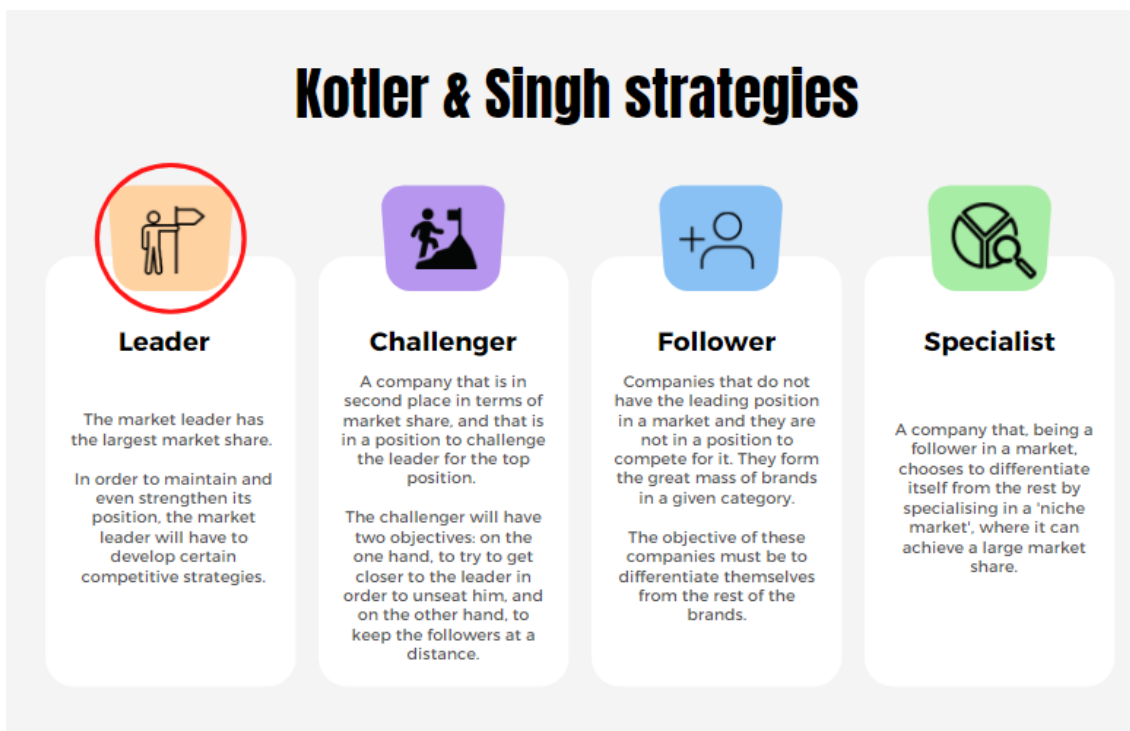 Kotler & Singh strategies
Leader
The market leader has
the largest market share.
In order to maintain and
even strengthen its
position, the market
leader will have to
develop certain
competitive strategies.
Challenger
A company that is in
second place in terms of
market share, and that is
in a position to challenge
the leader for the top
position.
The challenger will have
two objectives: on the
one hand, to try to get
closer to the leader in
order to unseat him, and
on the other hand, to
keep the followers at a
distance.
Follower
Companies that do not
have the leading position
in a market and they are
not in a position to
compete for it. They form
the great mass of brands
in a given category.
The objective of these
companies must be to
differentiate themselves
from the rest of the
brands.
Specialist
A company that, being a
follower in a market,
chooses to differentiate
itself from the rest by
specialising in a 'niche
market', where it can
achieve a large market
share.